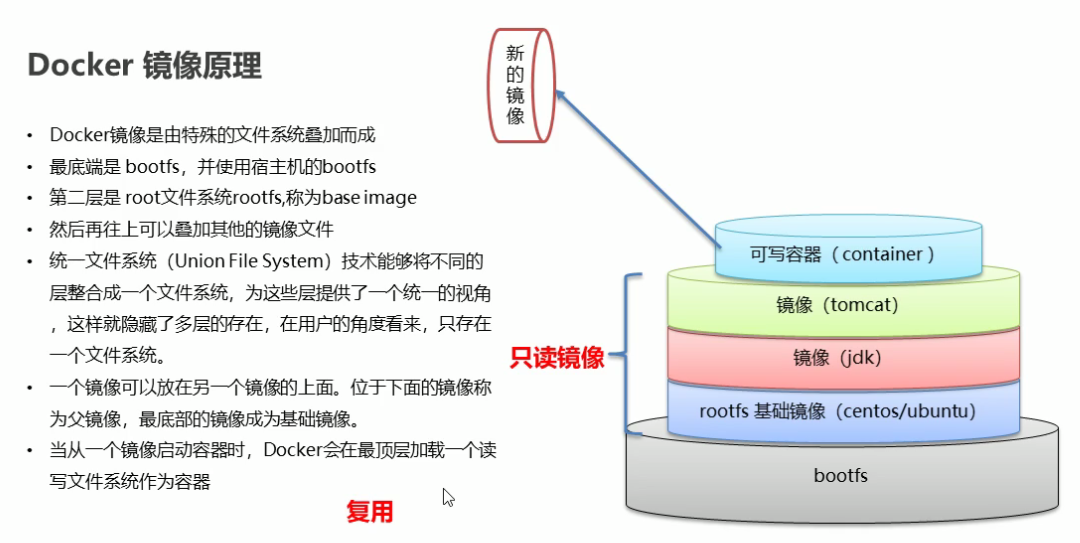 Docker 镜像原理
• Docker镜像是由特殊的文件系统叠加而成
• 最底端是 bootfs，并使用宿主机的bootfs
• 第二层是 root文件系统rootfs,称为base image
• 然后再往上可以叠加其他的镜像文件
• 统一文件系统（Union File System）技术能够将不同的
层整合成一个文件系统，为这些层提供了一个统一的视角
，这样就隐藏了多层的存在，在用户的角度看来，只存在
一个文件系统。
• 一个镜像可以放在另一个镜像的上面。位于下面的镜像称
为父镜像，最底部的镜像成为基础镜像。
• 当从一个镜像启动容器时，Docker会在最顶层加载一个读
写文件系统作为容器
复用
新的镜像
可写容器（container ）
镜像（tomcat）
镜像（jdk）
只读镜像
rootfs 基础镜像（centos/ubuntu）
bootfs